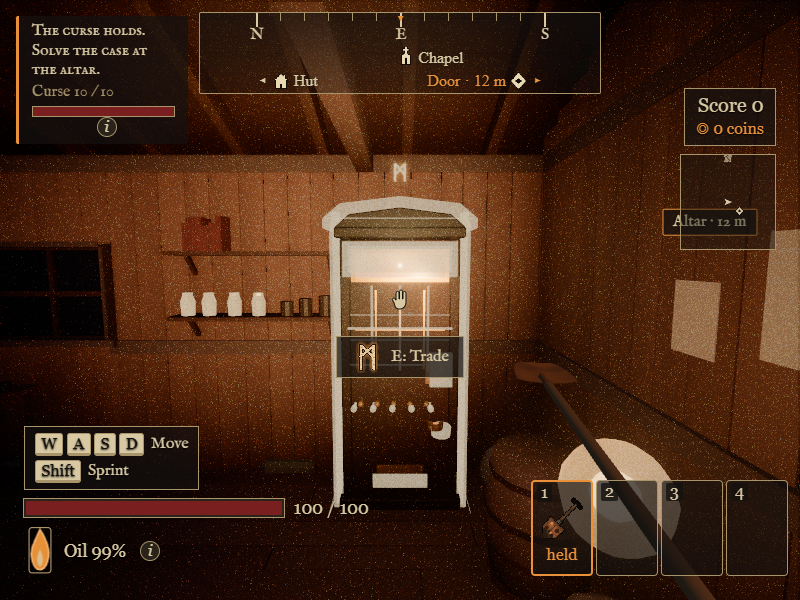 The curse holds.
Solve the case at
the altar.
Curse 10/10
i
N E S
Chapel
Hut
Door · 12 m
Score 0
0 coins
Altar · 12 m
E: Trade
W A S D Move
Shift Sprint
100 / 100
Oil 99% i
1 2 3 4
held